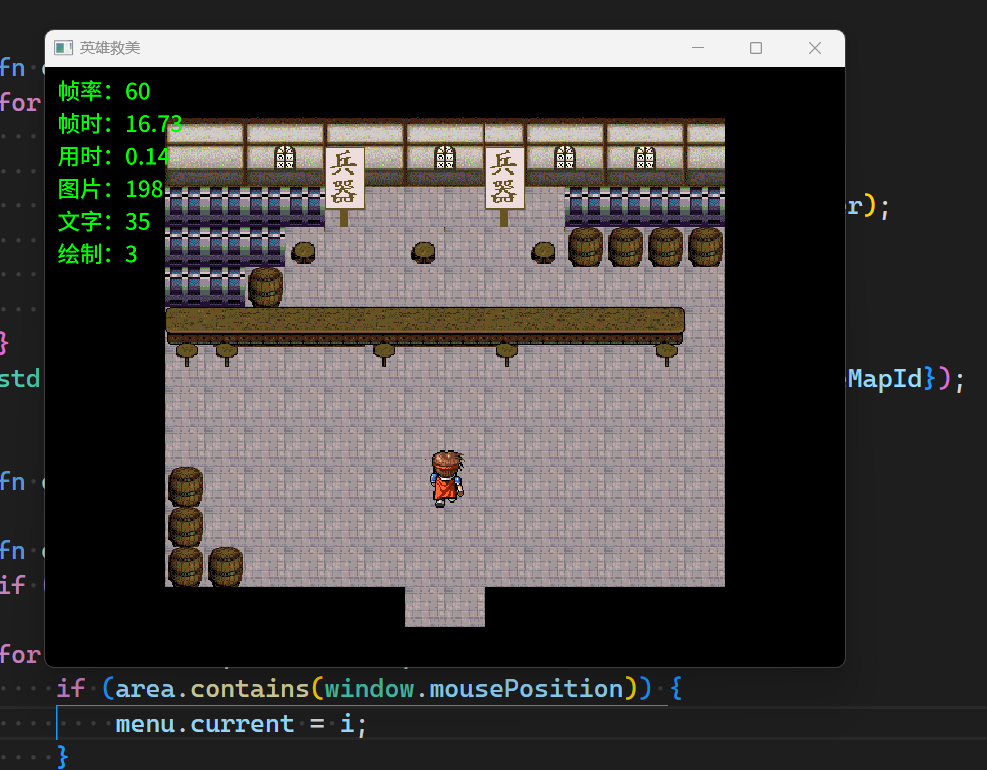 英雄救美
帧率：60
帧时：16.73
用时：0.14
图片：198
文字：35
绘制：3
兵器
兵器
fn
for
r);
}
std
MapId});
fn
fn
if
for
if (area.contains(window.mousePosition)) {
menu.current = i;
}